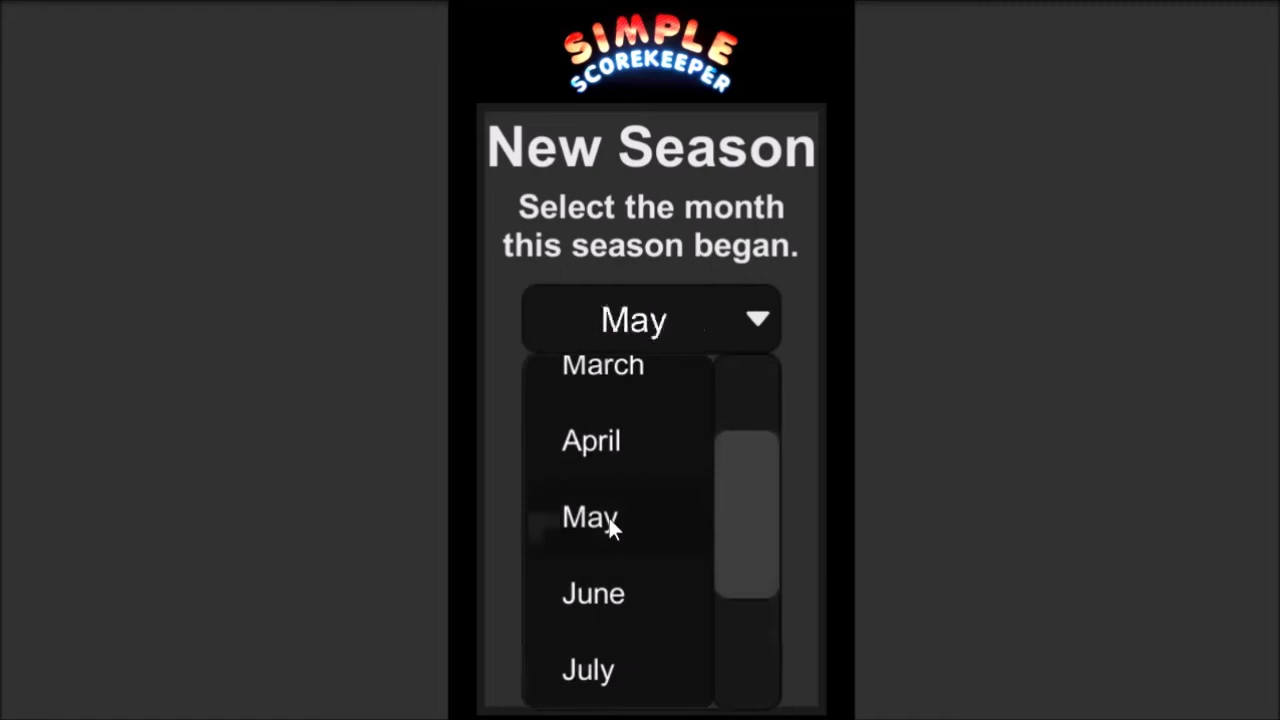 SIMPLE
SCOREKEEPER
New Season
Select the month
this season began.
May
March
April
May
June
July